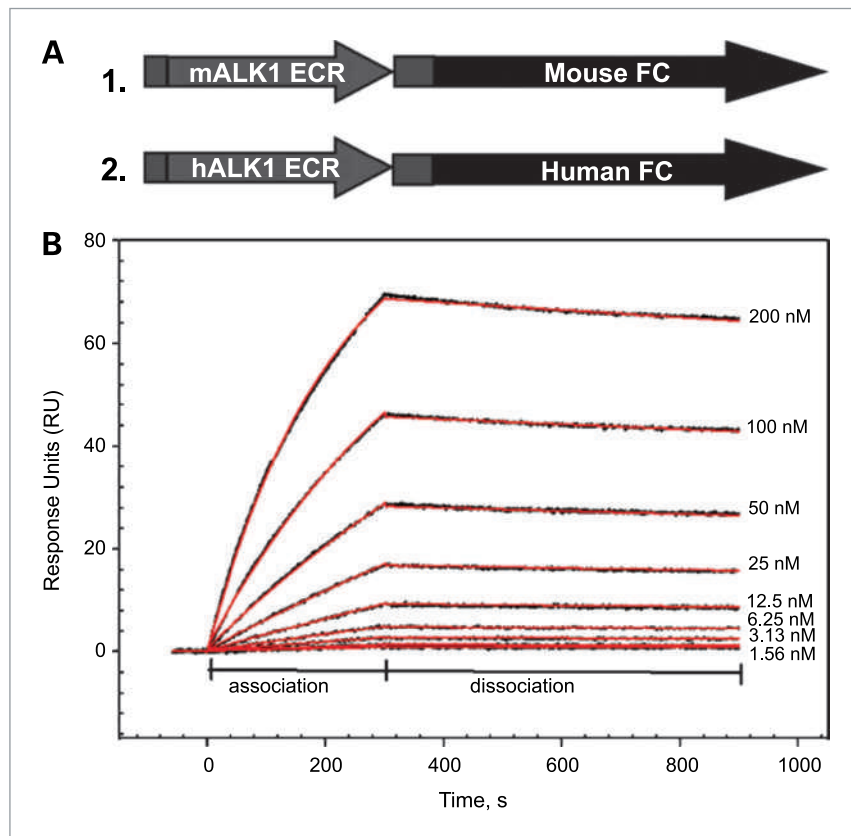 A
1. mALK1 ECR Mouse FC
2. hALK1 ECR Human FC
B
80
60
40
20
0
Response Units (RU)
200 nM
100 nM
50 nM
25 nM
12.5 nM
6.25 nM
3.13 nM
1.56 nM
association dissociation
0 200 400 600 800 1000
Time, s